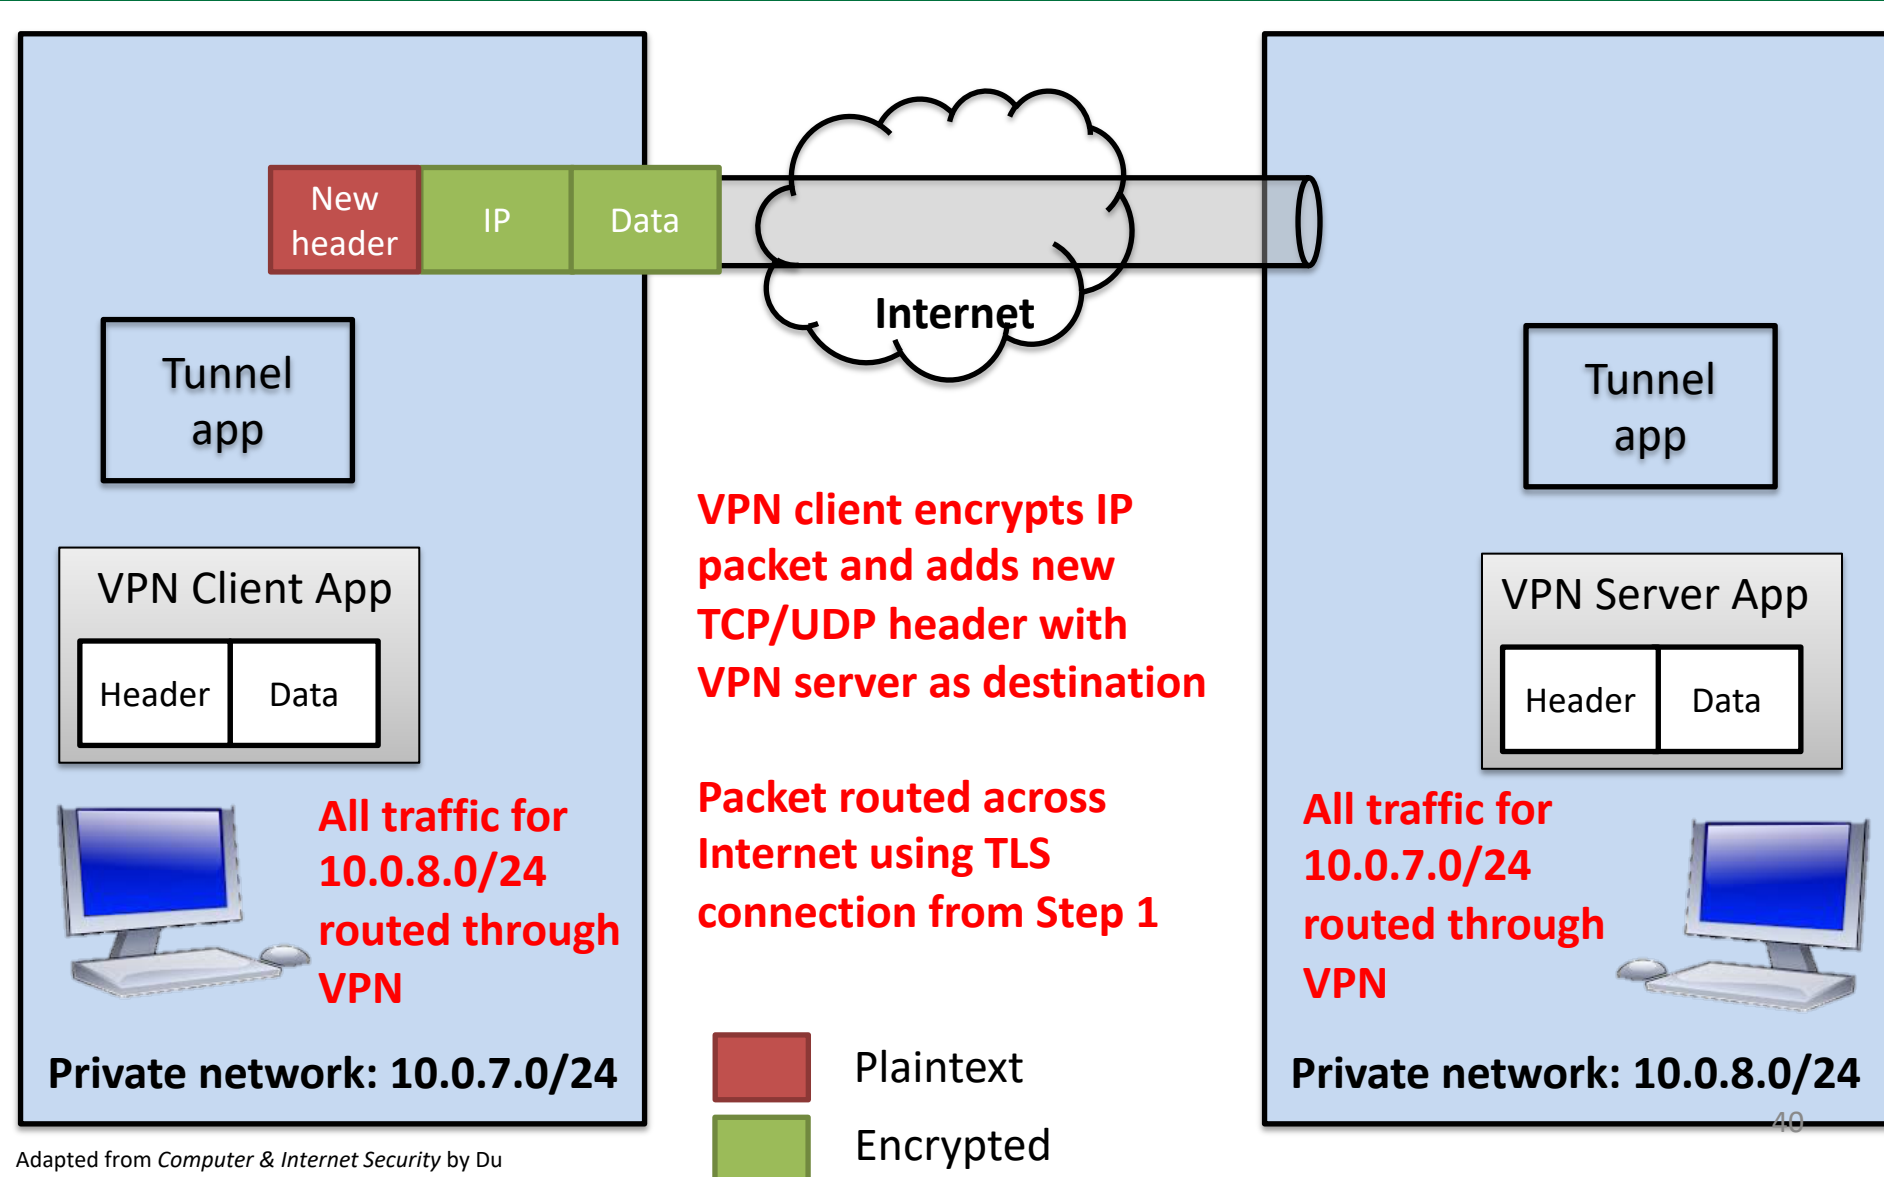 New
header
IP
Data
Internet
Tunnel
app
Tunnel
app
VPN Client App
Header
Data
VPN client encrypts IP
packet and adds new
TCP/UDP header with
VPN server as destination
VPN Server App
Header
Data
All traffic for
10.0.8.0/24
routed through
VPN
Packet routed across
Internet using TLS
connection from Step 1
All traffic for
10.0.7.0/24
routed through
VPN
Private network: 10.0.7.0/24
Plaintext
Encrypted
Private network: 10.0.8.0/24
40
Adapted from Computer & Internet Security by Du